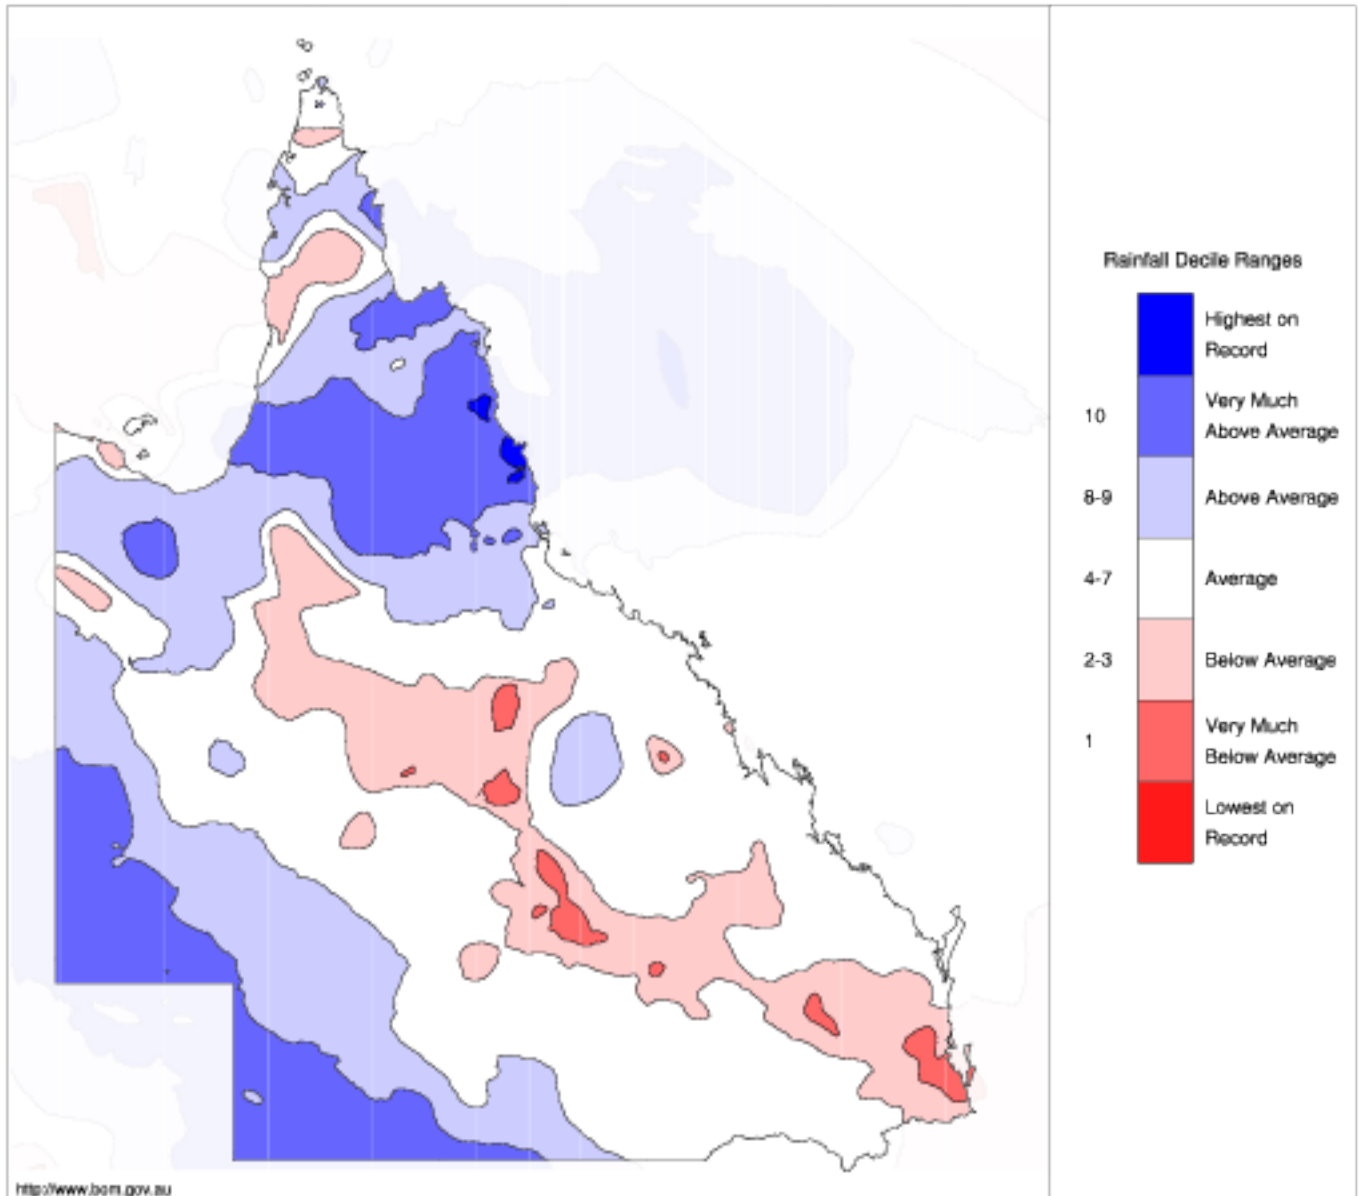 Rainfall Decile Ranges
Highest on
Record
10
Very Much
Above Average
8-9
Above Average
4-7
Average
2-3
Below Average
1
Very Much
Below Average
Lowest on
Record
http://www.bom.gov.au